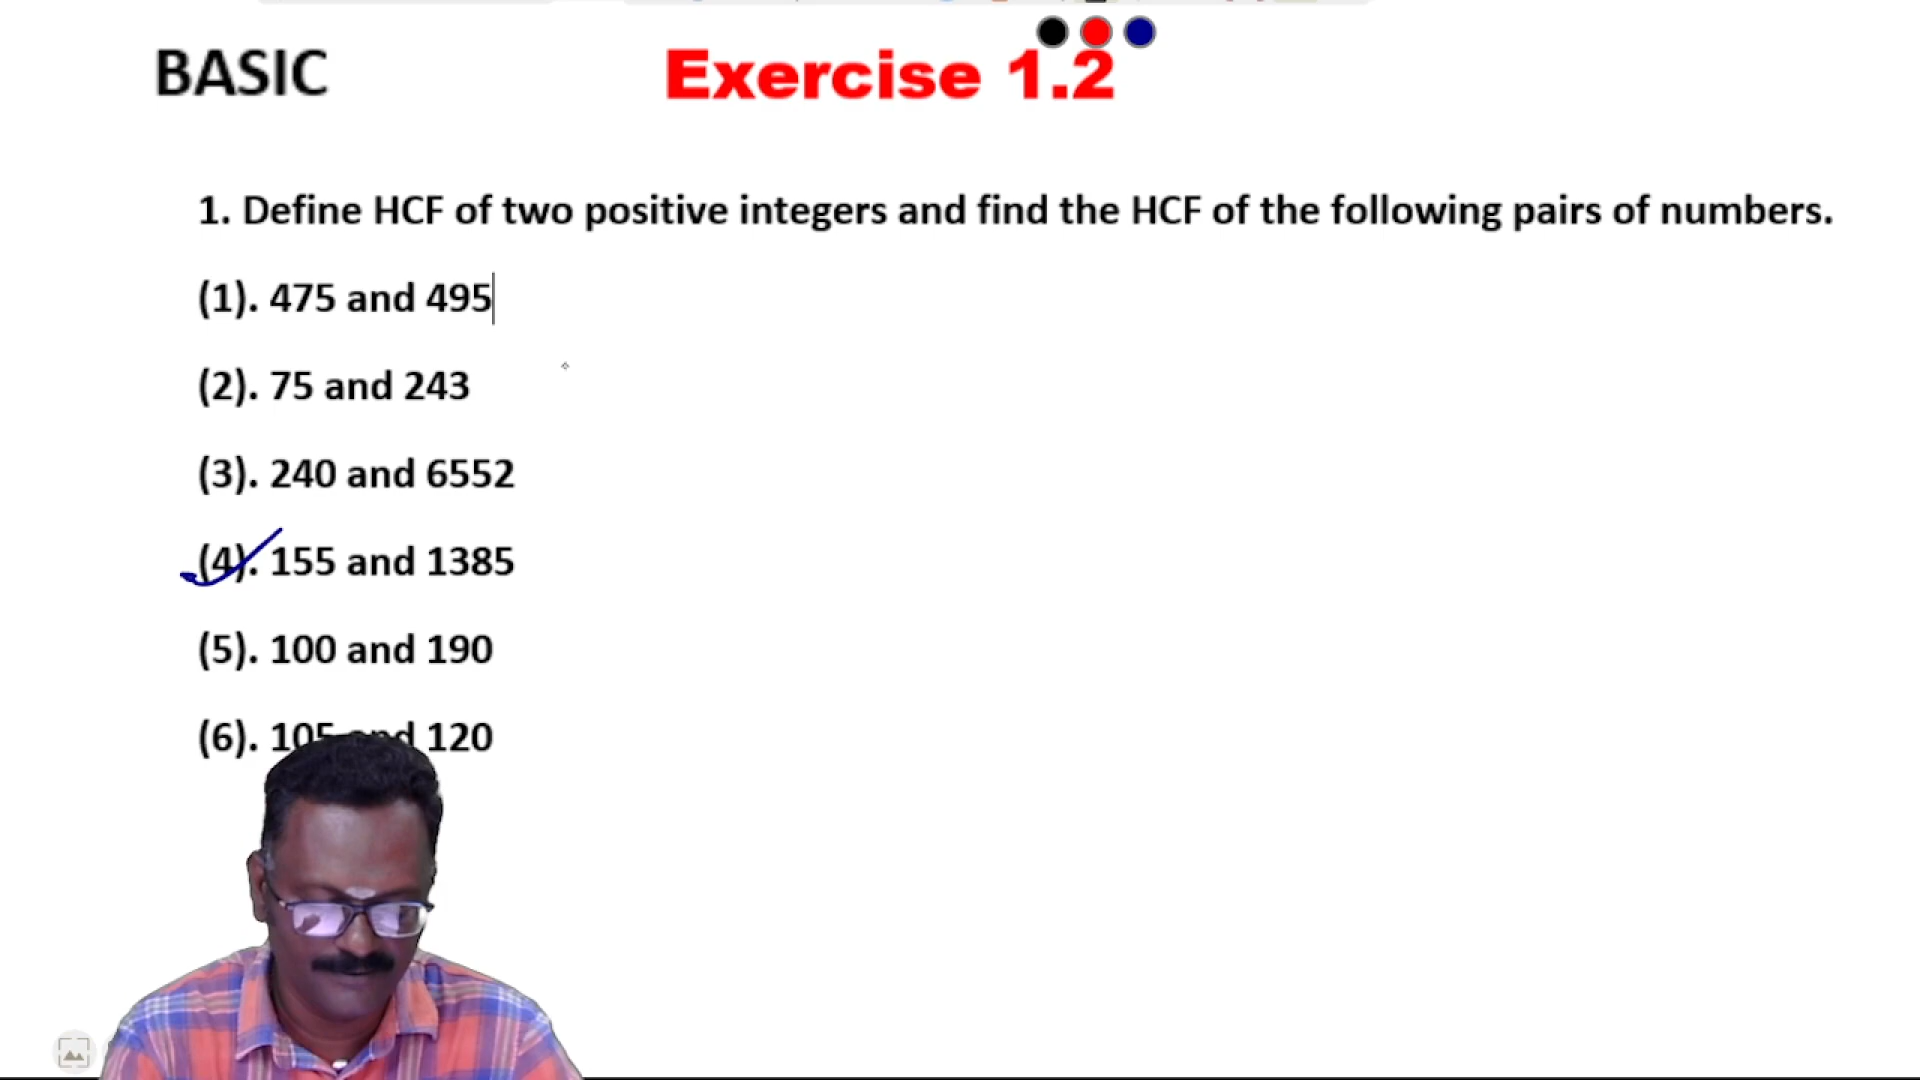 BASIC
Exercise 1.2
1. Define HCF of two positive integers and find the HCF of the following pairs of numbers.
(1). 475 and 495
(2). 75 and 243
(3). 240 and 6552
(4). 155 and 1385
(5). 100 and 190
(6). 105 and 120